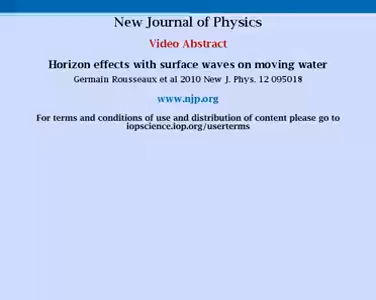 New Journal of Physics
Video Abstract
Horizon effects with surface waves on moving water
Germain Rousseaux et al 2010 New J. Phys. 12 095018
www.njp.org
For terms and conditions of use and distribution of content please go to
iopscience.iop.org/userterms